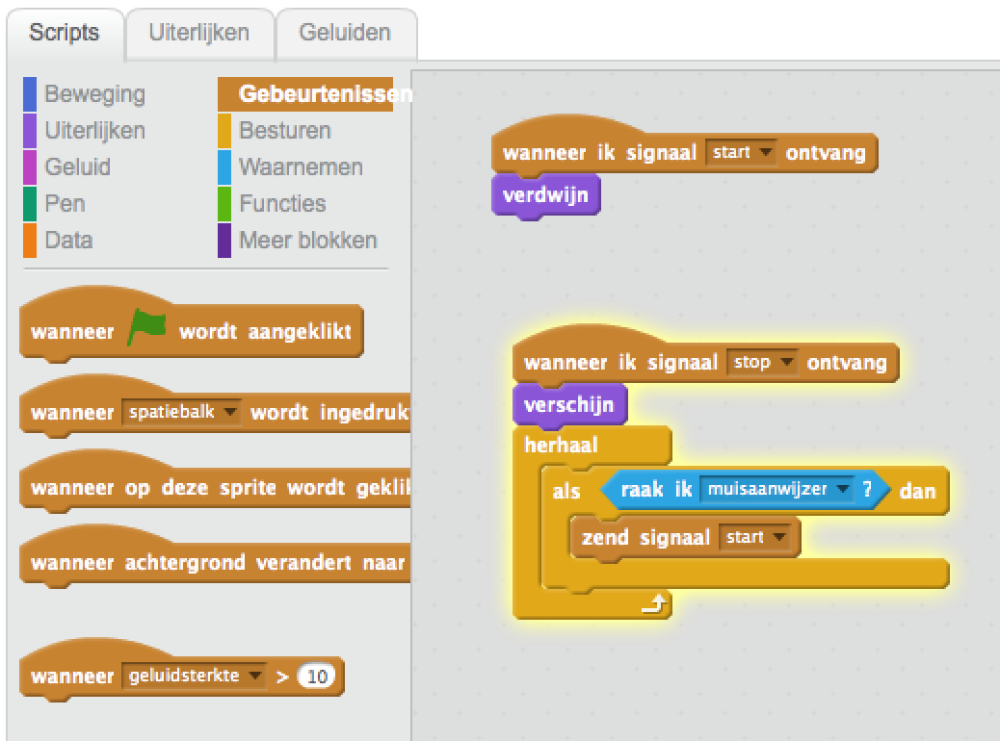 Scripts Uiterlijken Geluiden
Beweging Gebeurtenissen
Uiterlijken Besturen
Geluid Waarnemen
Pen Functies
Data Meer blokken
wanneer wordt aangeklikt
wanneer spatiebalk wordt ingedruk
wanneer op deze sprite wordt geklik
wanneer achtergrond verandert naar
wanneer geluidsterkte > 10
wanneer ik signaal start ontvang
verdwijn
wanneer ik signaal stop ontvang
verschijn
herhaal
als raak ik muisaanwijzer ? dan
zend signaal start